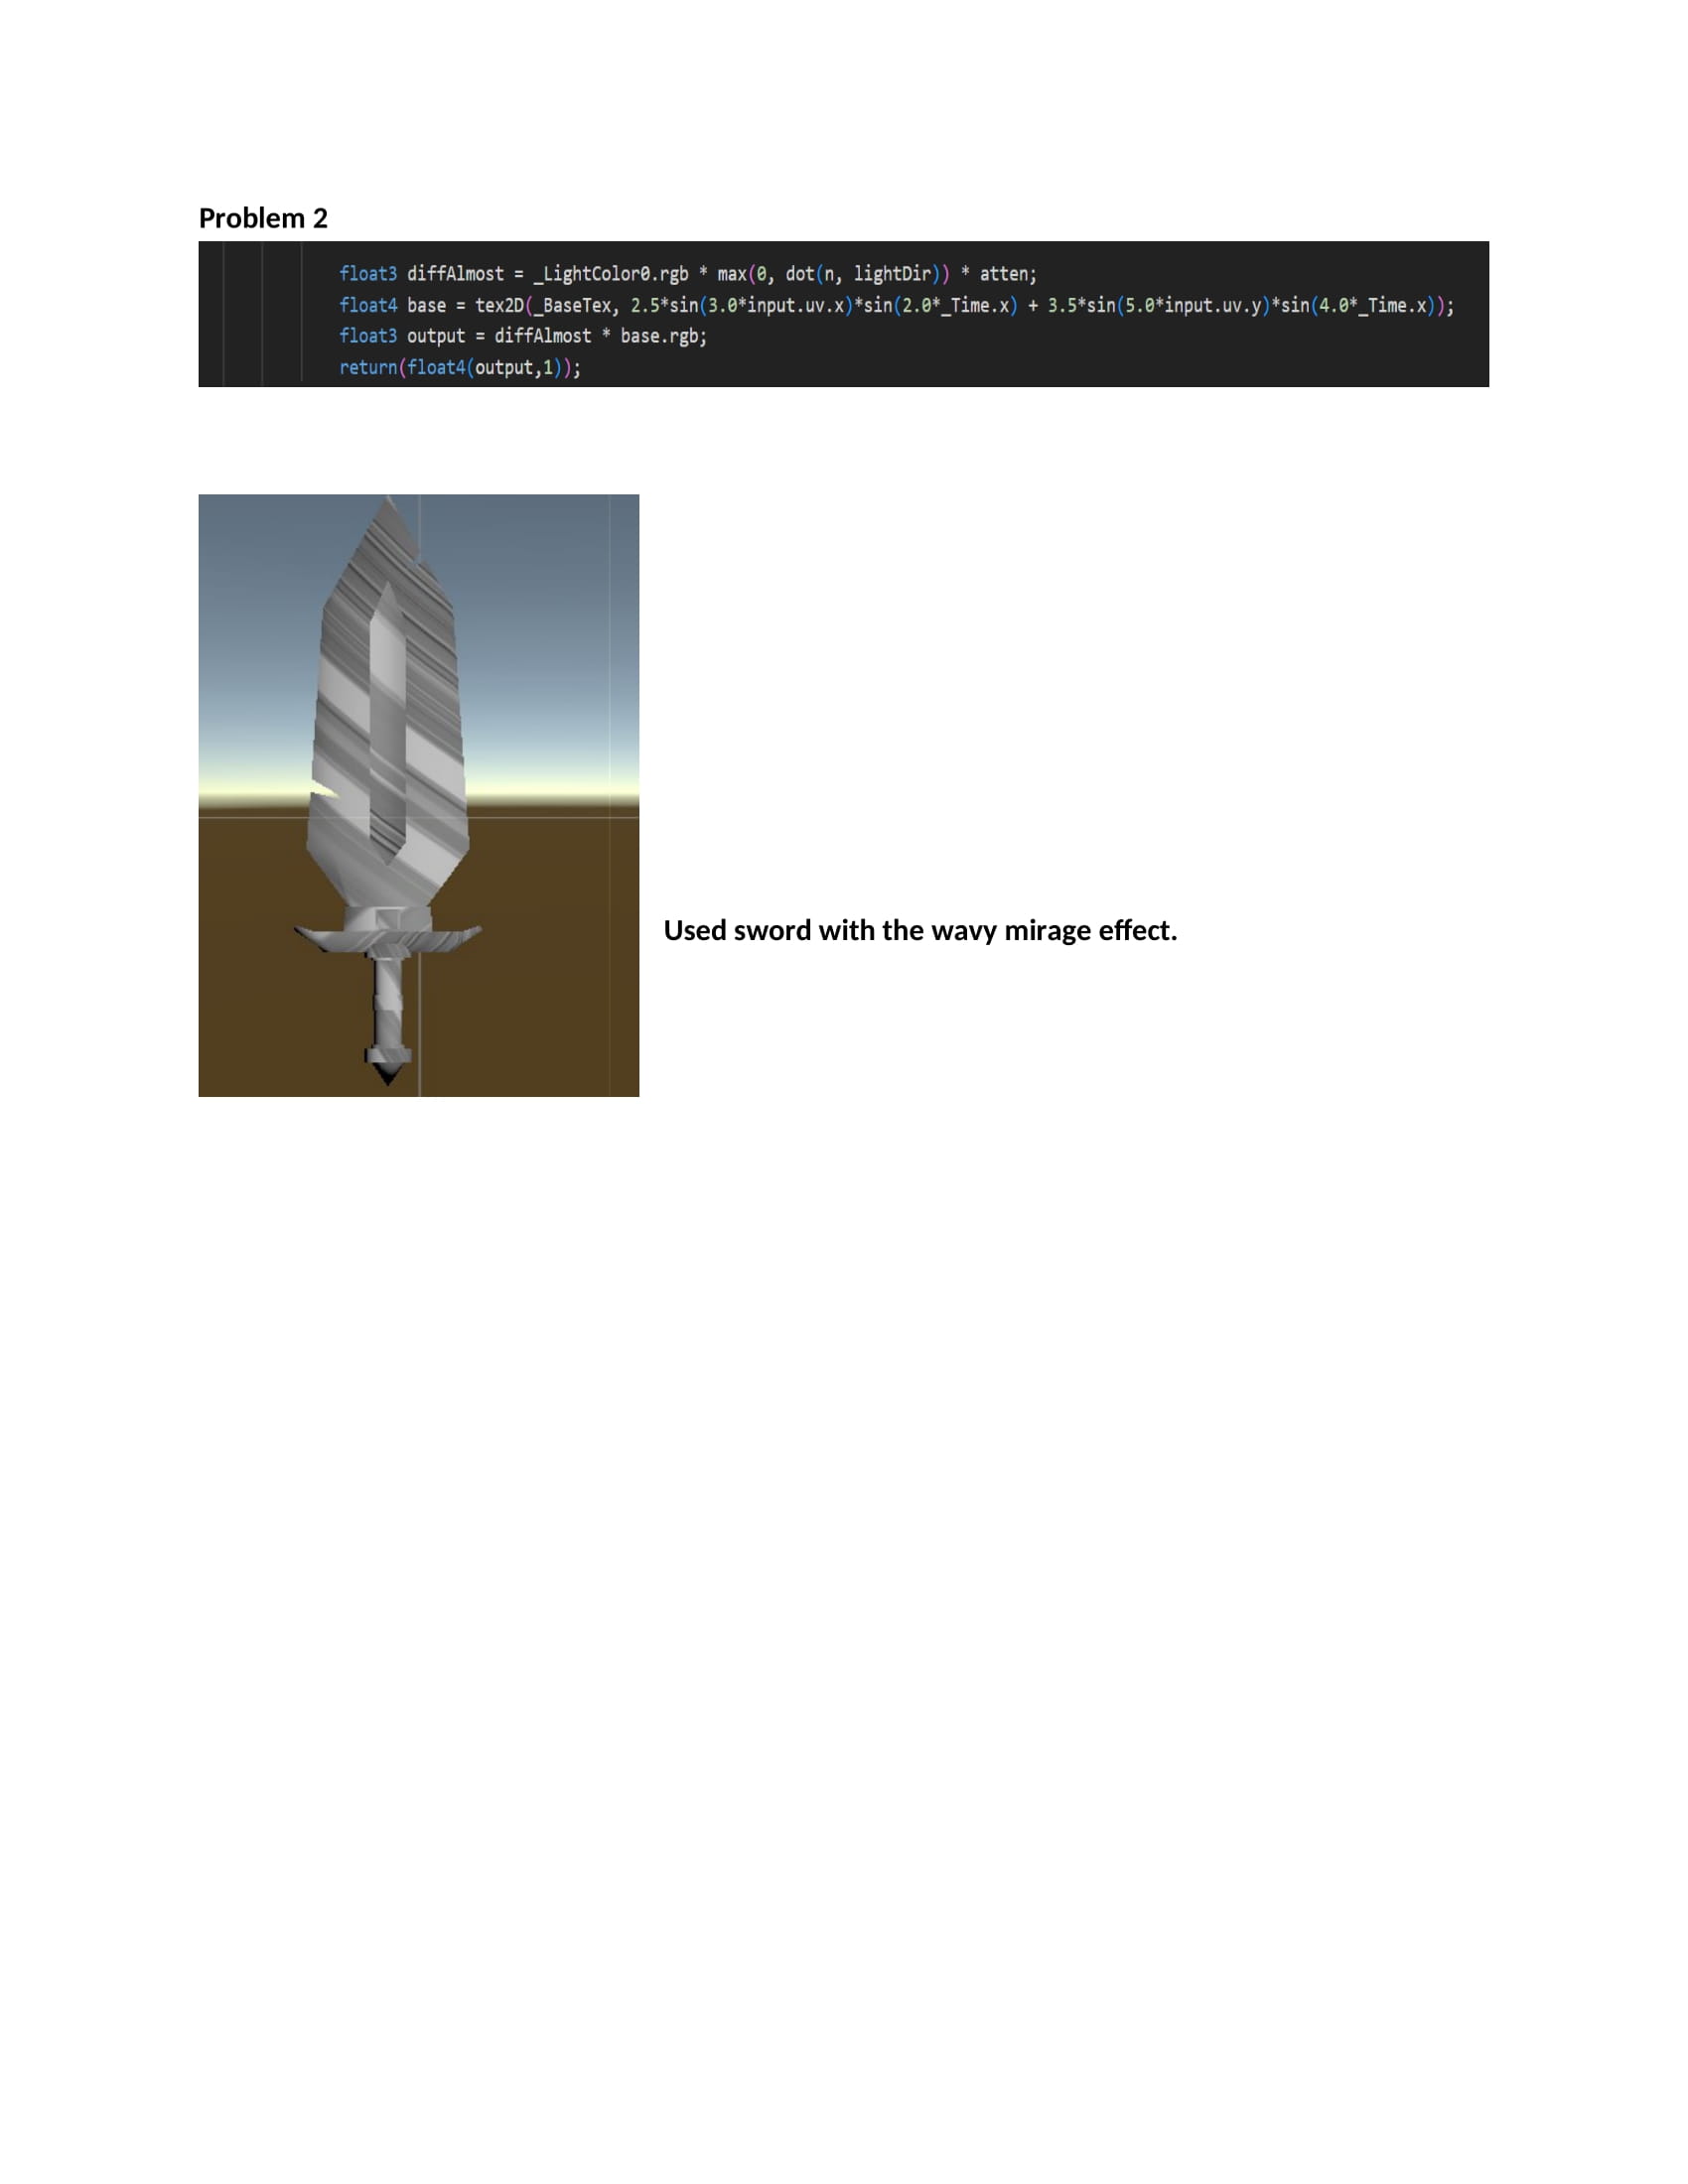 Problem 2
float3 diffAlmost = _LightColor0.rgb * max(0, dot(n, lightDir)) * atten;
float4 base = tex2D(_BaseTex, 2.5*sin(3.0*input.uv.x)*sin(2.0*_Time.x) + 3.5*sin(5.0*input.uv.y)*sin(4.0*_Time.x));
float3 output = diffAlmost * base.rgb;
return(float4(output,1));
Used sword with the wavy mirage effect.